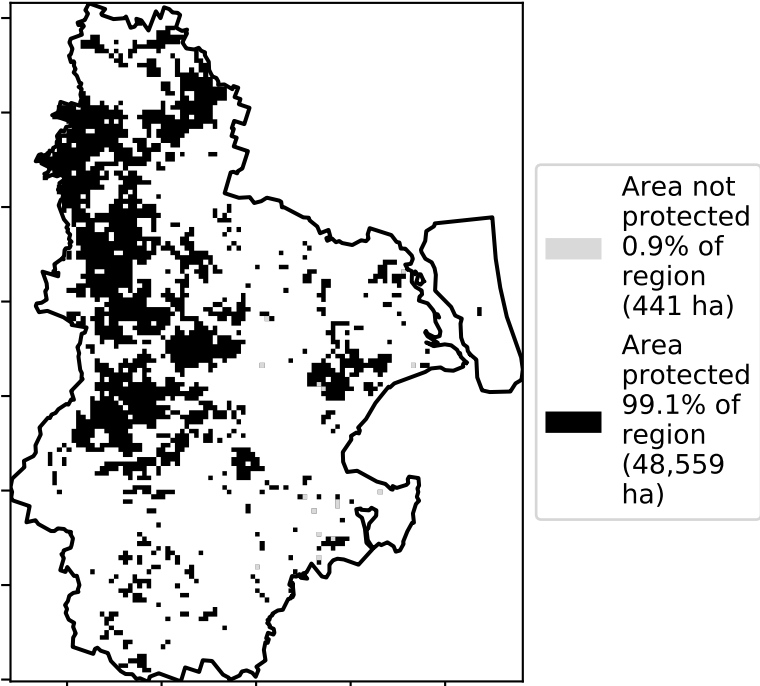 Area not
protected
0.9% of
region
(441 ha)
Area
protected
99.1% of
region
(48,559
ha)